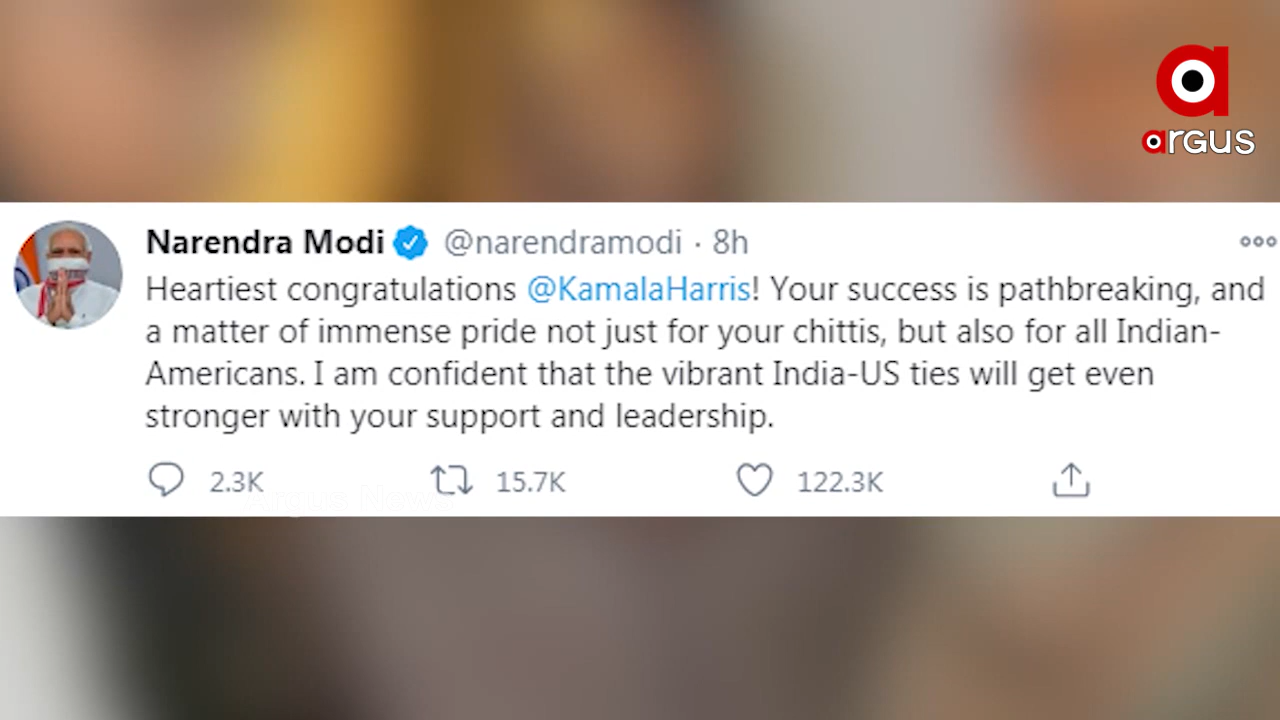 argus
Narendra Modi @narendramodi · 8h
Heartiest congratulations @KamalaHarris! Your success is pathbreaking, and
a matter of immense pride not just for your chittis, but also for all Indian-
Americans. I am confident that the vibrant India-US ties will get even
stronger with your support and leadership.
2.3K 15.7K 122.3K
Argus News